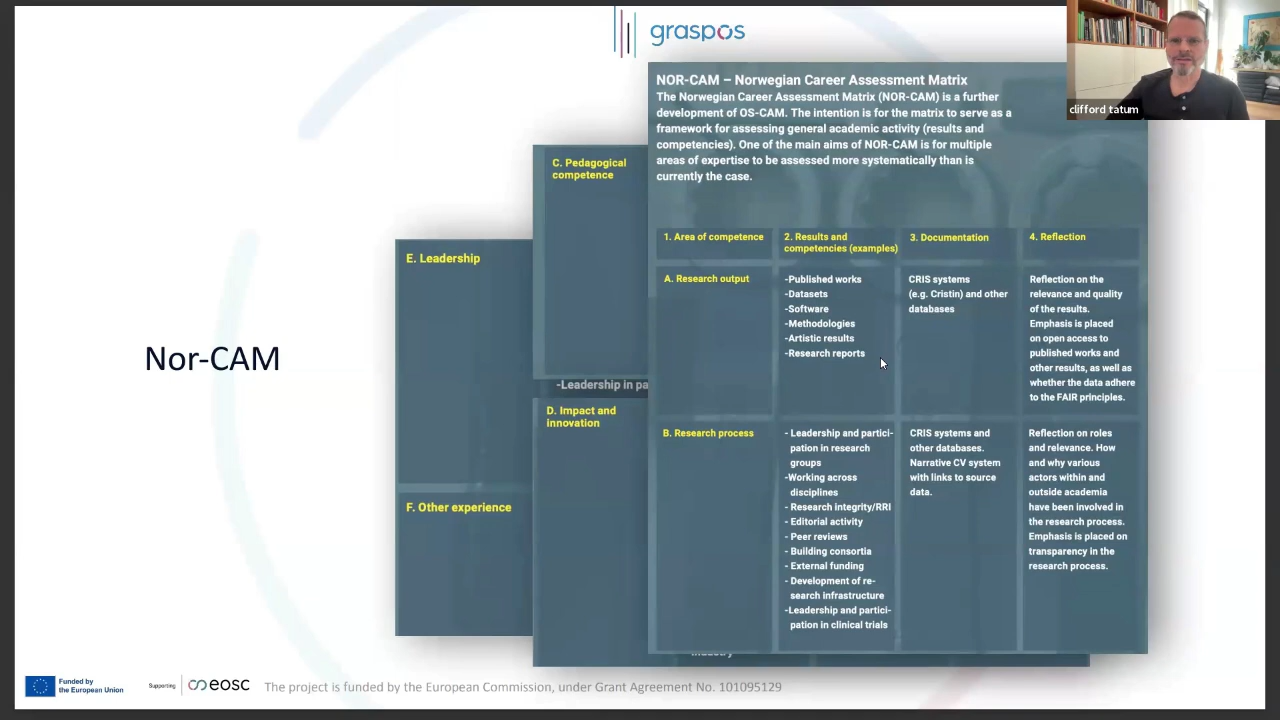 graspos
clifford tatum
NOR-CAM – Norwegian Career Assessment Matrix
The Norwegian Career Assessment Matrix (NOR-CAM) is a further
development of OS-CAM. The intention is for the matrix to serve as a
framework for assessing general academic activity (results and
competencies). One of the main aims of NOR-CAM is for multiple
areas of expertise to be assessed more systematically than is
currently the case.
1. Area of competence
2. Results and
competencies (examples)
3. Documentation
4. Reflection
A. Research output
-Published works
-Datasets
-Software
-Methodologies
-Artistic results
-Research reports
CRIS systems
(e.g. Cristin) and other
databases
Reflection on the
relevance and quality
of the results.
Emphasis is placed
on open access to
published works and
other results, as well as
whether the data adhere
to the FAIR principles.
B. Research process
- Leadership and partici-
pation in research
groups
-Working across
disciplines
- Research integrity/RRI
- Editorial activity
- Peer reviews
- Building consortia
- External funding
- Development of re-
search infrastructure
-Leadership and partici-
pation in clinical trials
CRIS systems and
other databases.
Narrative CV system
with links to source
data.
Reflection on roles
and relevance. How
and why various
actors within and
outside academia
have been involved in
the research process.
Emphasis is placed on
transparency in the
research process.
C. Pedagogical
competence
-Leadership in pa
D. Impact and
innovation
E. Leadership
F. Other experience
Nor-CAM
Funded by
the European Union
Supporting
eosc
The project is funded by the European Commission, under Grant Agreement No. 101095129